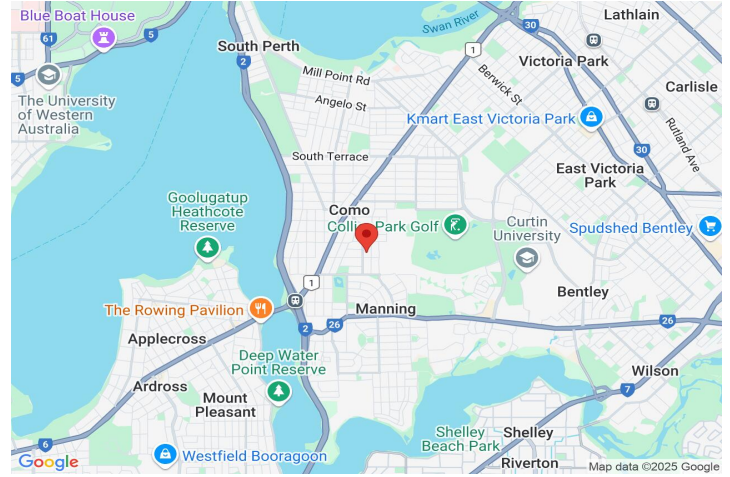 Blue Boat House
61
5
5
South Perth
2
1
Swan River
30
Lathlain
Victoria Park
The University
of Western
Australia
Mill Point Rd
Berwick St
Carlisle
Angelo St
Kmart East Victoria Park
Rutland Ave
30
South Terrace
East Victoria
Park
Goolugatup
Heathcote
Reserve
Como
Collier Park Golf
Curtin
University
Spudshed Bentley
1
The Rowing Pavilion
Manning
Bentley
2
26
26
Applecross
Deep Water
Point Reserve
Wilson
Ardross
Mount
Pleasant
7
6
Westfield Booragoon
Shelley
Beach Park
Shelley
Riverton
Google
Map data ©2025 Google